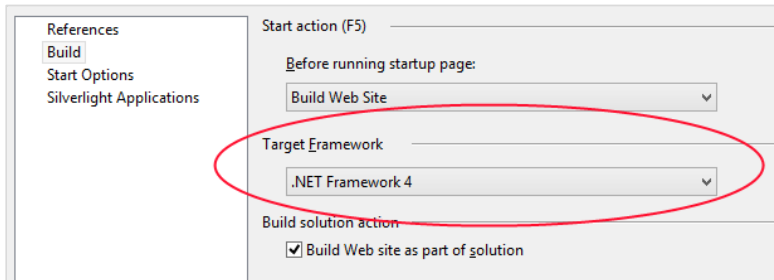 References
Build
Start Options
Silverlight Applications
Start action (F5)
Before running startup page:
Build Web Site
Target Framework
.NET Framework 4
Build solution action
Build Web site as part of solution